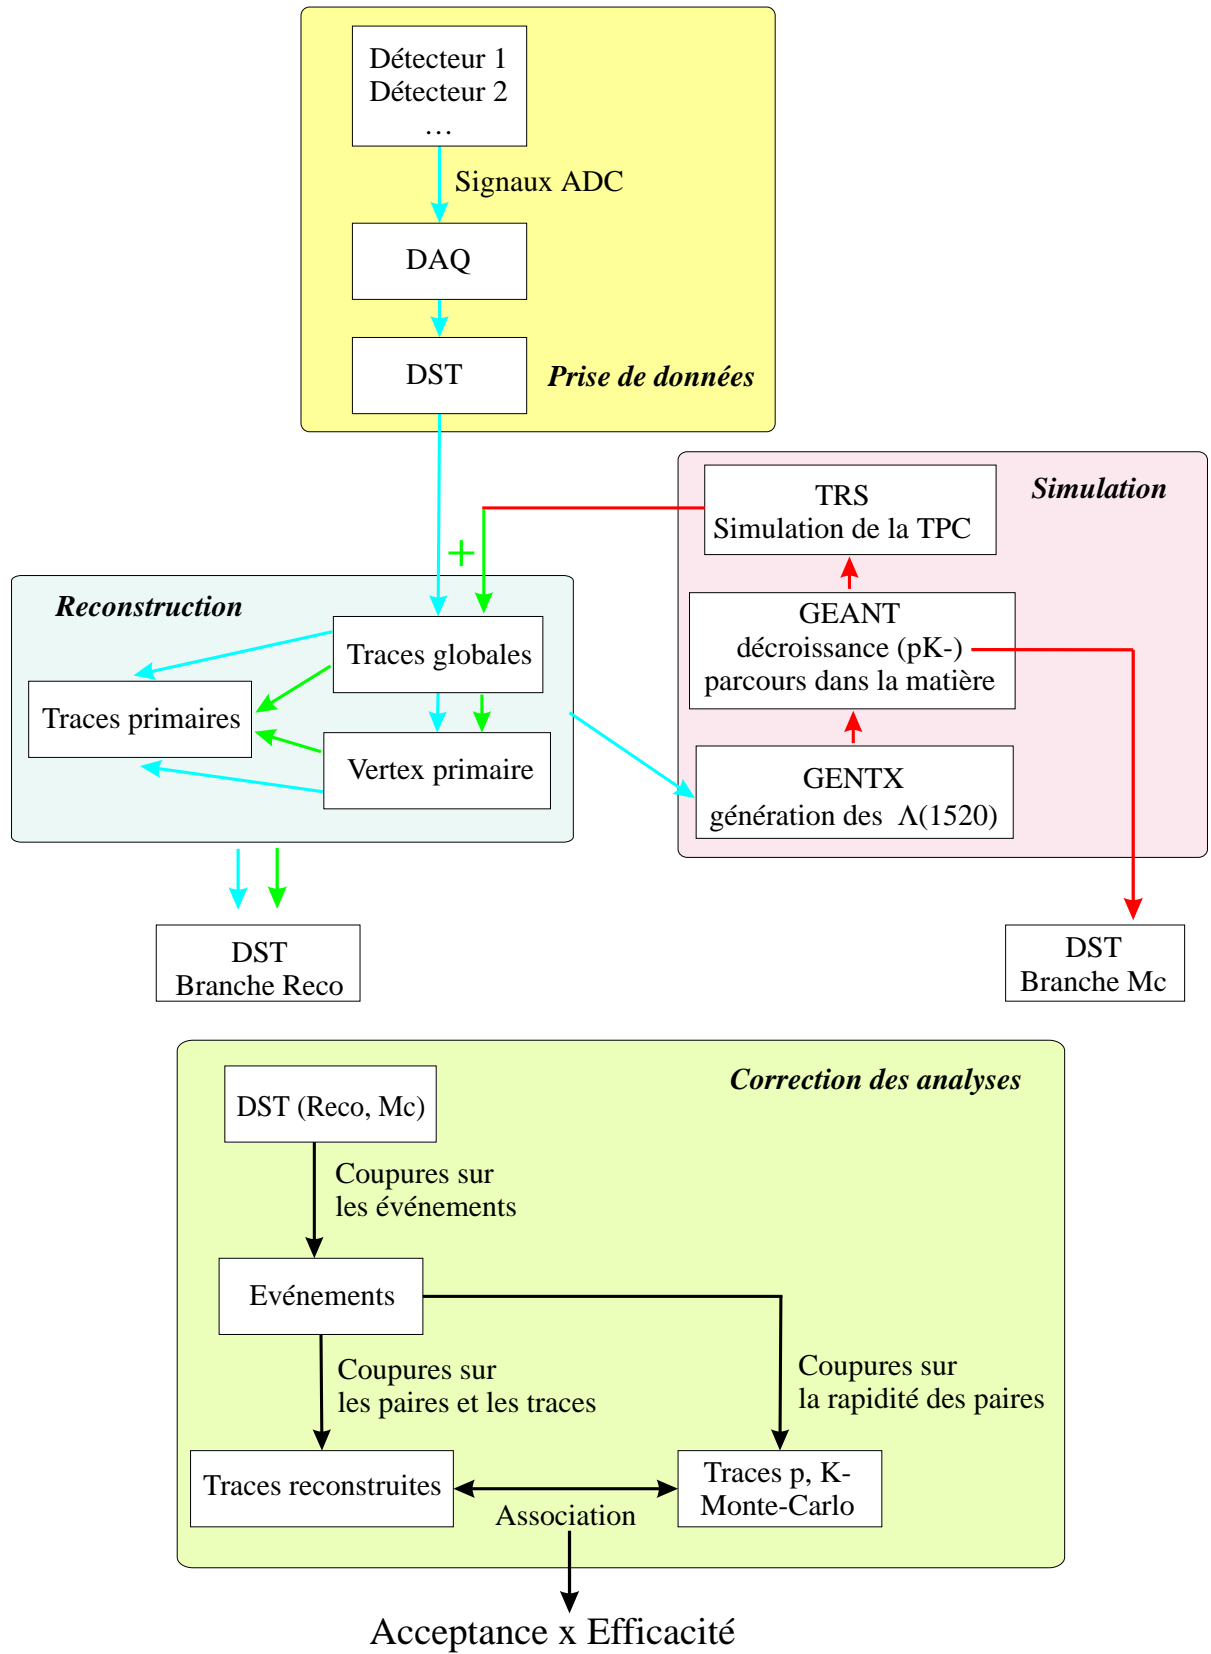 Détecteur 1
Détecteur 2
...
Signaux ADC
DAQ
DST
Prise de données
TRS
Simulation de la TPC
Simulation
+
Reconstruction
GEANT
décroissance (pK-)
parcours dans la matière
Traces globales
Traces primaires
Vertex primaire
GENTX
génération des Λ(1520)
DST
Branche Reco
DST
Branche Mc
Correction des analyses
DST (Reco, Mc)
Coupures sur
les événements
Evénements
Coupures sur
les paires et les traces
Coupures sur
la rapidité des paires
Traces reconstruites
Traces p, K-
Monte-Carlo
Association
Acceptance x Efficacité